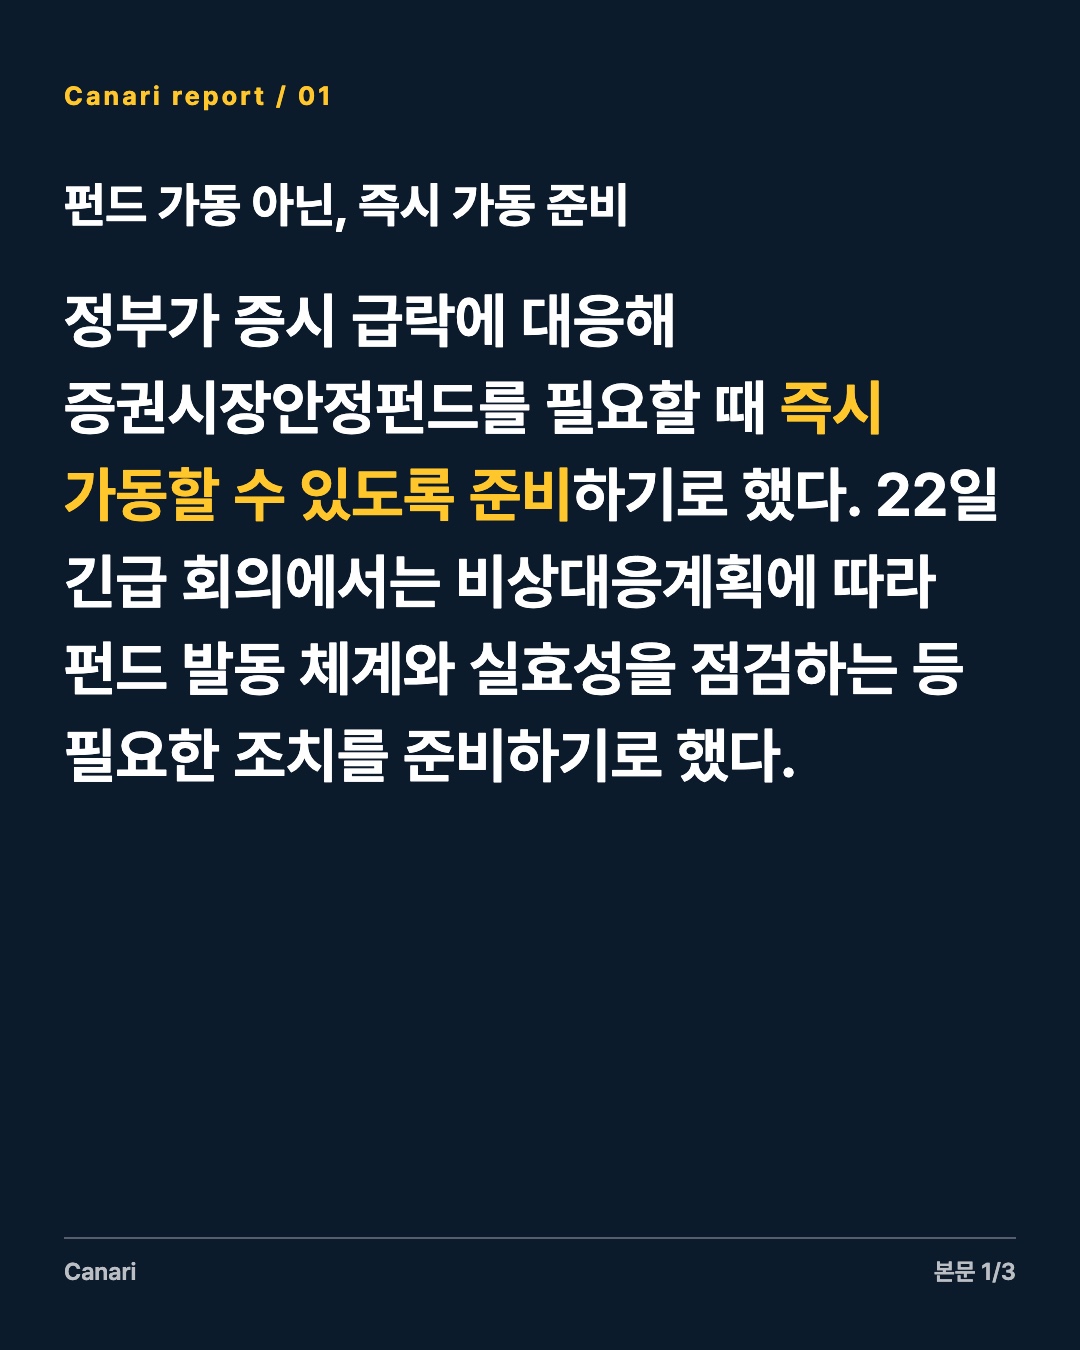 Canari report / 01
펀드 가동 아닌, 즉시 가동 준비
정부가 증시 급락에 대응해
증권시장안정펀드를 필요할 때 즉시
가동할 수 있도록 준비하기로 했다. 22일
긴급 회의에서는 비상대응계획에 따라
펀드 발동 체계와 실효성을 점검하는 등
필요한 조치를 준비하기로 했다.
Canari
본문 1/3